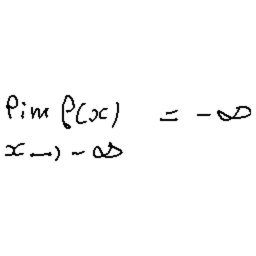 lim f(x) = -∞
x→-∞